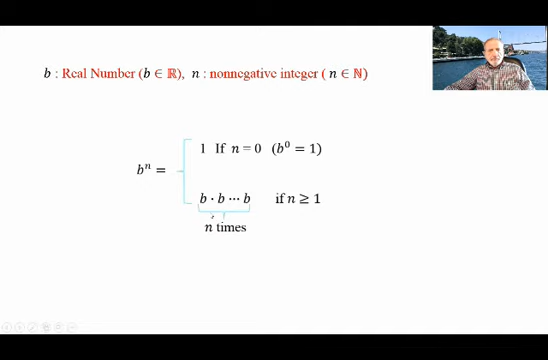 b : Real Number (b ∈ ℝ), n : nonnegative integer ( n ∈ ℕ)
1 If n = 0 (b⁰ = 1)
bⁿ =
b · b ⋯ b if n ≥ 1
n times